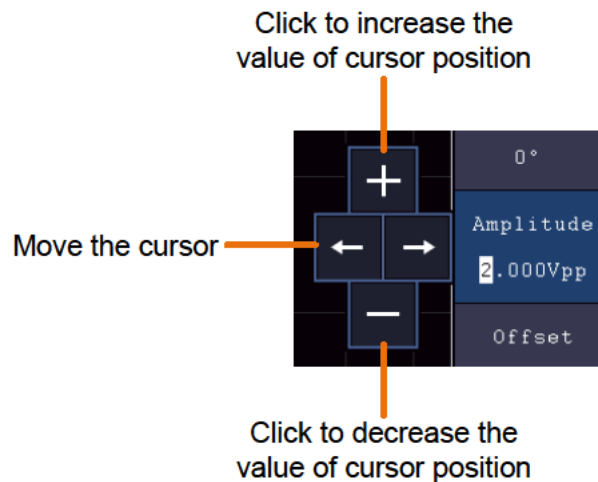 Click to increase the
value of cursor position
0°
+
Amplitude
Move the cursor
← →
2.000Vpp
−
Offset
Click to decrease the
value of cursor position